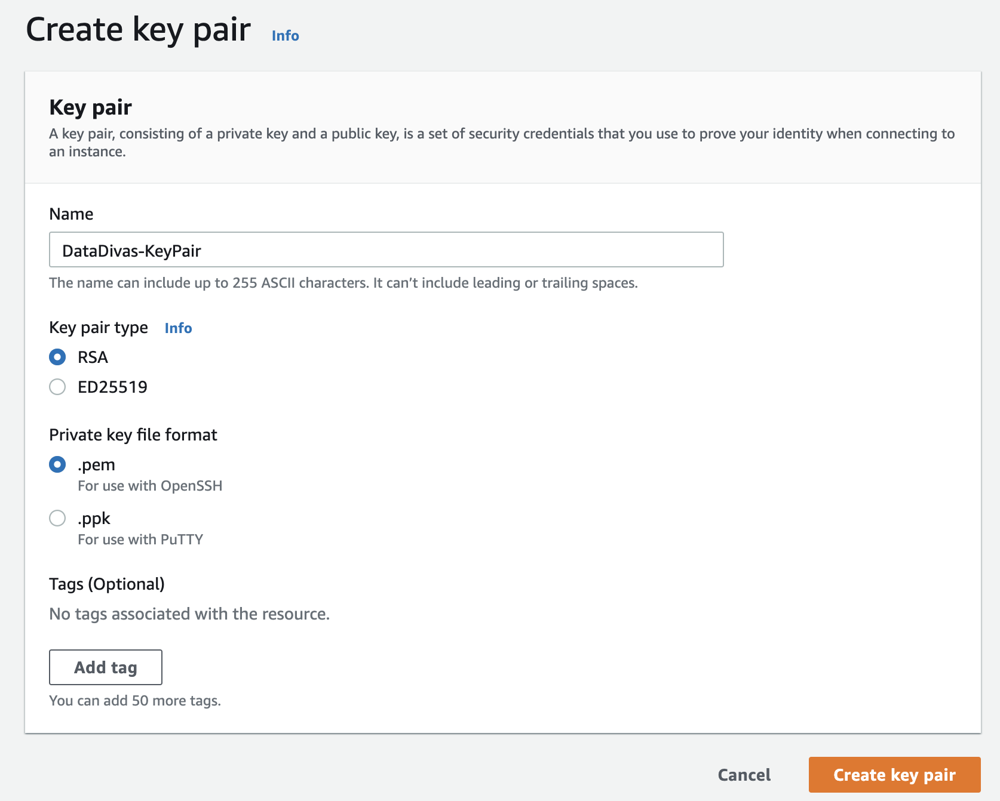 Create key pair Info
Key pair
A key pair, consisting of a private key and a public key, is a set of security credentials that you use to prove your identity when connecting to
an instance.
Name
DataDivas-KeyPair
The name can include up to 255 ASCII characters. It can't include leading or trailing spaces.
Key pair type Info
RSA
ED25519
Private key file format
.pem
For use with OpenSSH
.ppk
For use with PuTTY
Tags (Optional)
No tags associated with the resource.
Add tag
You can add 50 more tags.
Cancel Create key pair